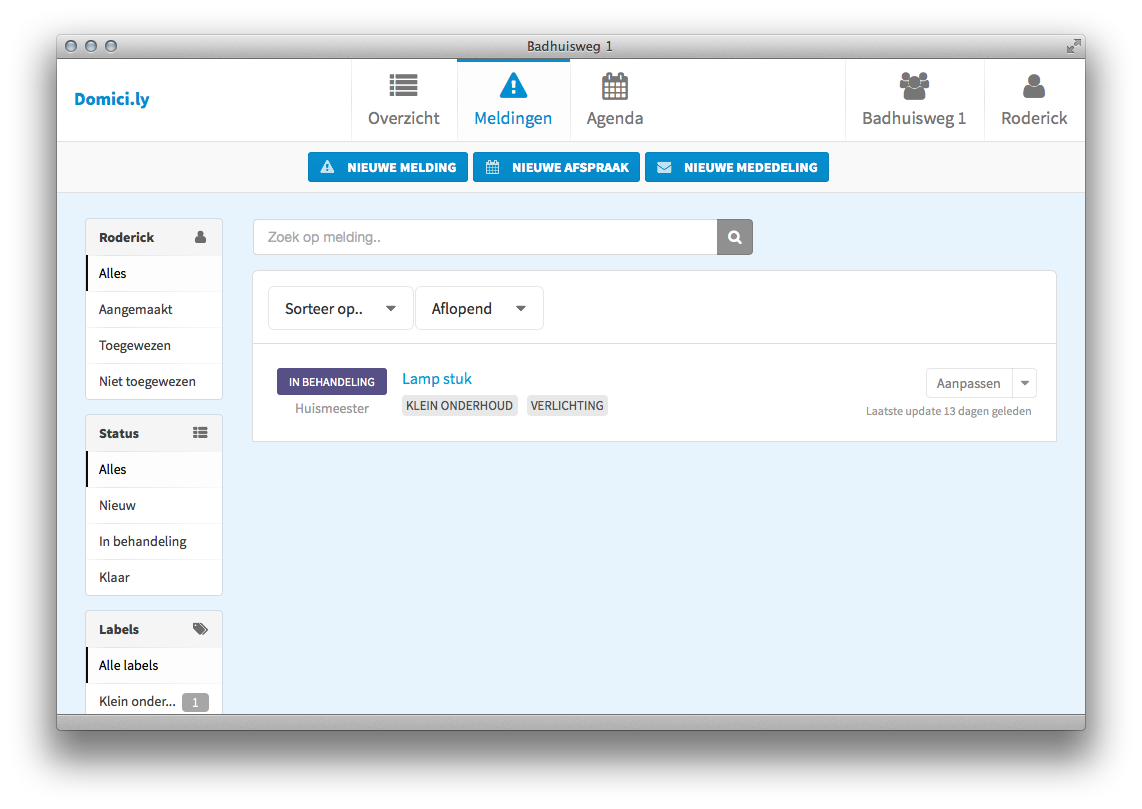 Badhuisweg 1
Domici.ly
Overzicht
Meldingen
Agenda
Badhuisweg 1
Roderick
NIEUWE MELDING
NIEUWE AFSPRAAK
NIEUWE MEDEDELING
Roderick
Alles
Aangemaakt
Toegewezen
Niet toegewezen
Status
Alles
Nieuw
In behandeling
Klaar
Labels
Alle labels
Klein onder... 1
Zoek op melding..
Sorteer op..
Aflopend
IN BEHANDELING
Huismeester
Lamp stuk
KLEIN ONDERHOUD VERLICHTING
Aanpassen
Laatste update 13 dagen geleden